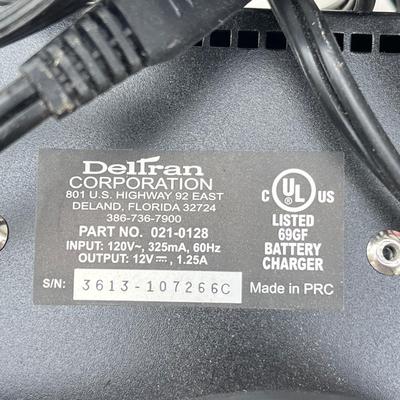 Deltran
CORPORATION
801 U.S. HIGHWAY 92 EAST
DELAND, FLORIDA 32724
386-736-7900
PART NO. 021-0128
INPUT: 120V~, 325mA, 60Hz
OUTPUT: 12V⎓, 1.25A
S/N: 3613-107266C
C UL US
LISTED
69GF
BATTERY
CHARGER
Made in PRC